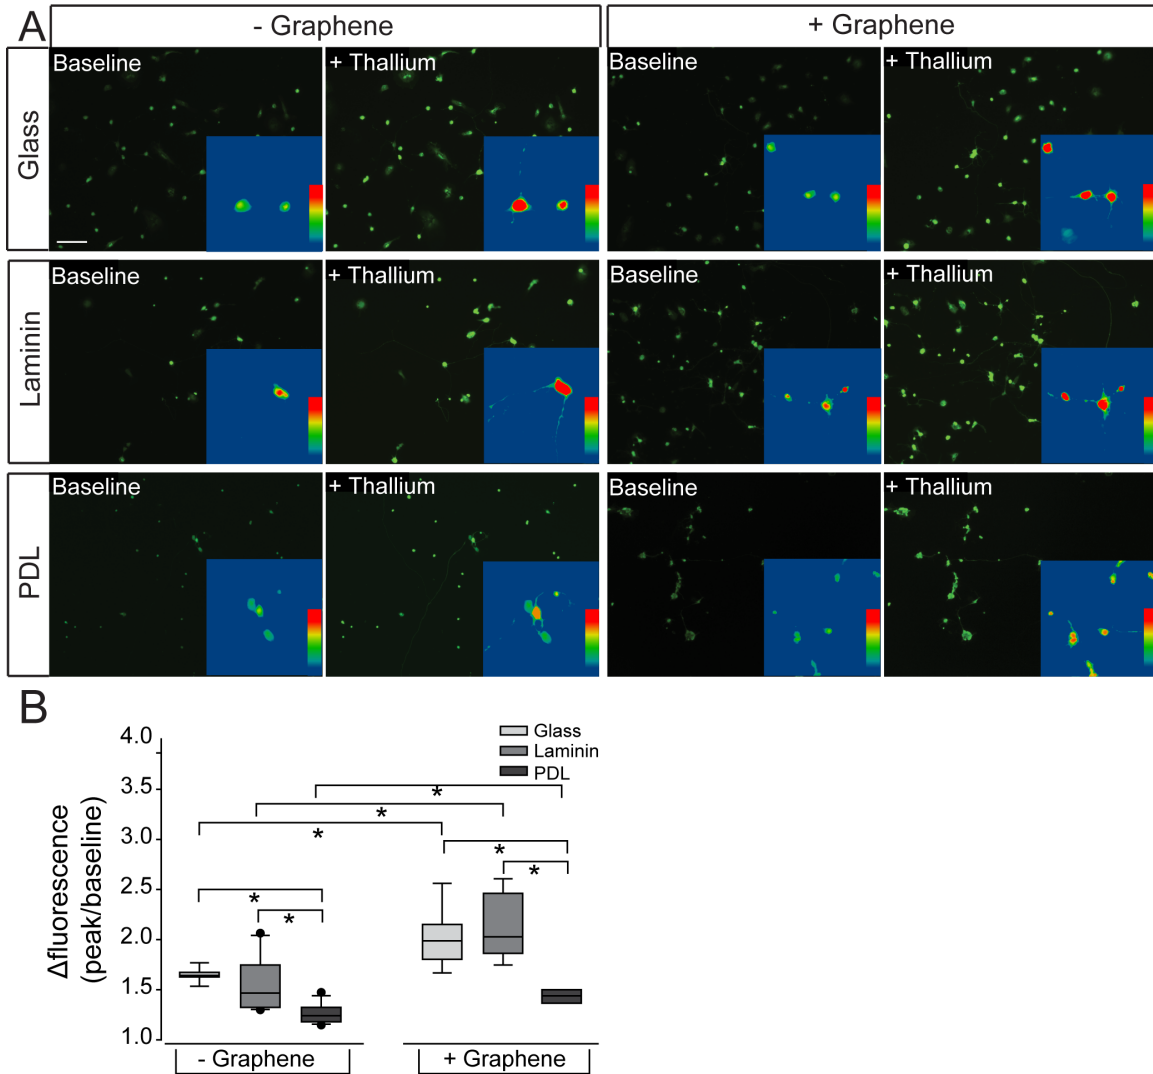 A
- Graphene
+ Graphene
Glass
Baseline
+ Thallium
Baseline
+ Thallium
Laminin
Baseline
+ Thallium
Baseline
+ Thallium
PDL
Baseline
+ Thallium
Baseline
+ Thallium
B
Glass
Laminin
PDL
Δfluorescence
(peak/baseline)
4.0
3.5
3.0
2.5
2.0
1.5
1.0
*
*
*
*
*
*
*
- Graphene
+ Graphene